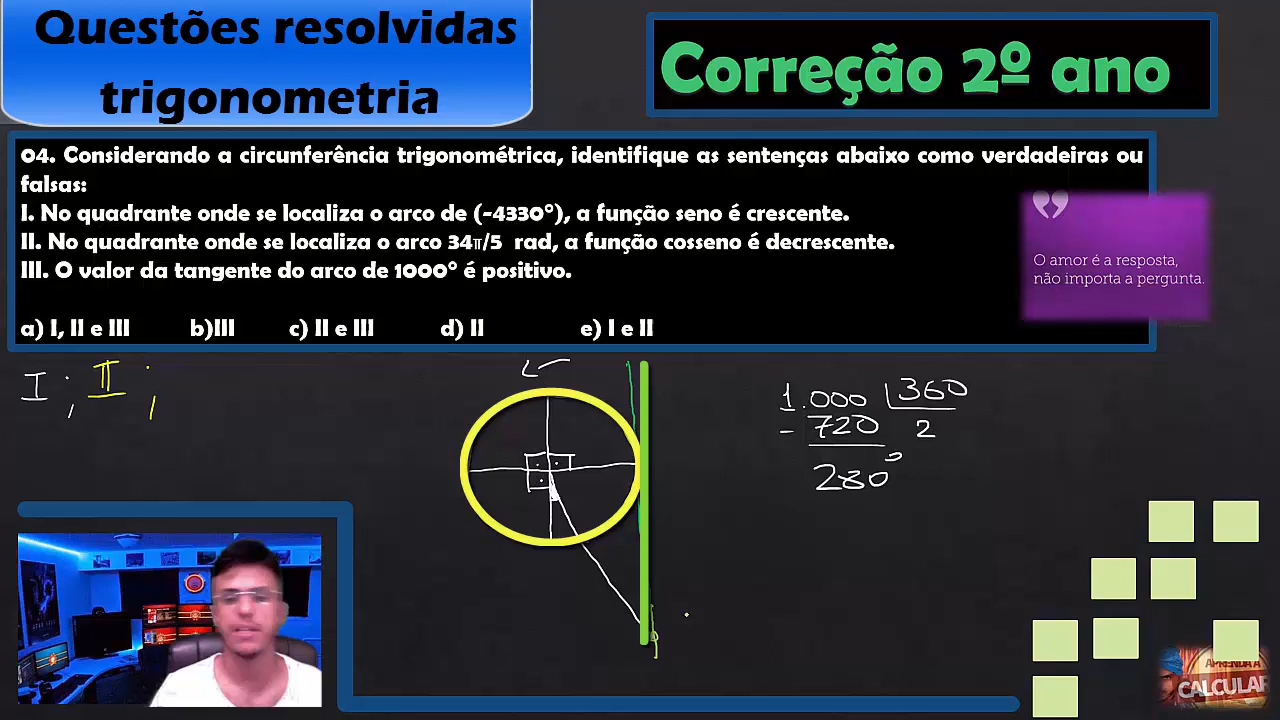 Questões resolvidas
trigonometria
Correção 2º ano
04. Considerando a circunferência trigonométrica, identifique as sentenças abaixo como verdadeiras ou
falsas:
I. No quadrante onde se localiza o arco de (-4330°), a função seno é crescente.
II. No quadrante onde se localiza o arco 34π/5 rad, a função cosseno é decrescente.
III. O valor da tangente do arco de 1000° é positivo.
a) I, II e III b)III c) II e III d) II e) I e II
O amor é a resposta,
não importa a pergunta.
I ; II ;
1.000 360
- 720 2
280°
APRENDA A
CALCULAR